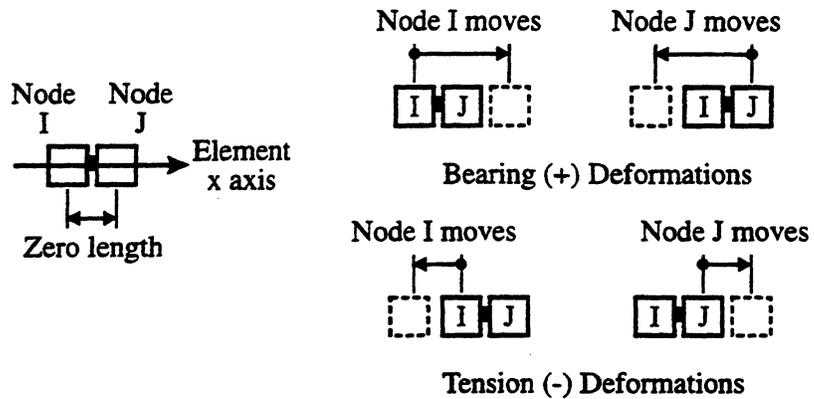 Node Node
I J
Element
x axis
Zero length
Node I moves
Node J moves
I J
I J
Bearing (+) Deformations
Node I moves
Node J moves
I J
I J
Tension (-) Deformations